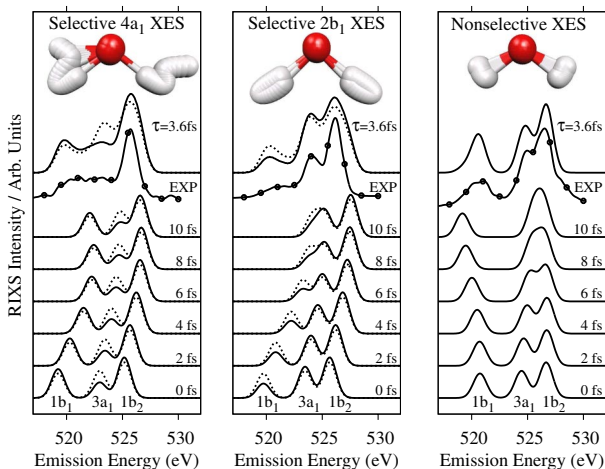 Selective 4a1 XES
Selective 2b1 XES
Nonselective XES
RIXS Intensity / Arb. Units
τ=3.6fs
EXP
10 fs
8 fs
6 fs
4 fs
2 fs
0 fs
1b1
3a1
1b2
520
525
530
Emission Energy (eV)
τ=3.6fs
EXP
10 fs
8 fs
6 fs
4 fs
2 fs
0 fs
1b1
3a1
1b2
520
525
530
Emission Energy (eV)
τ=3.6fs
EXP
10 fs
8 fs
6 fs
4 fs
2 fs
0 fs
1b1
3a1
1b2
520
525
530
Emission Energy (eV)